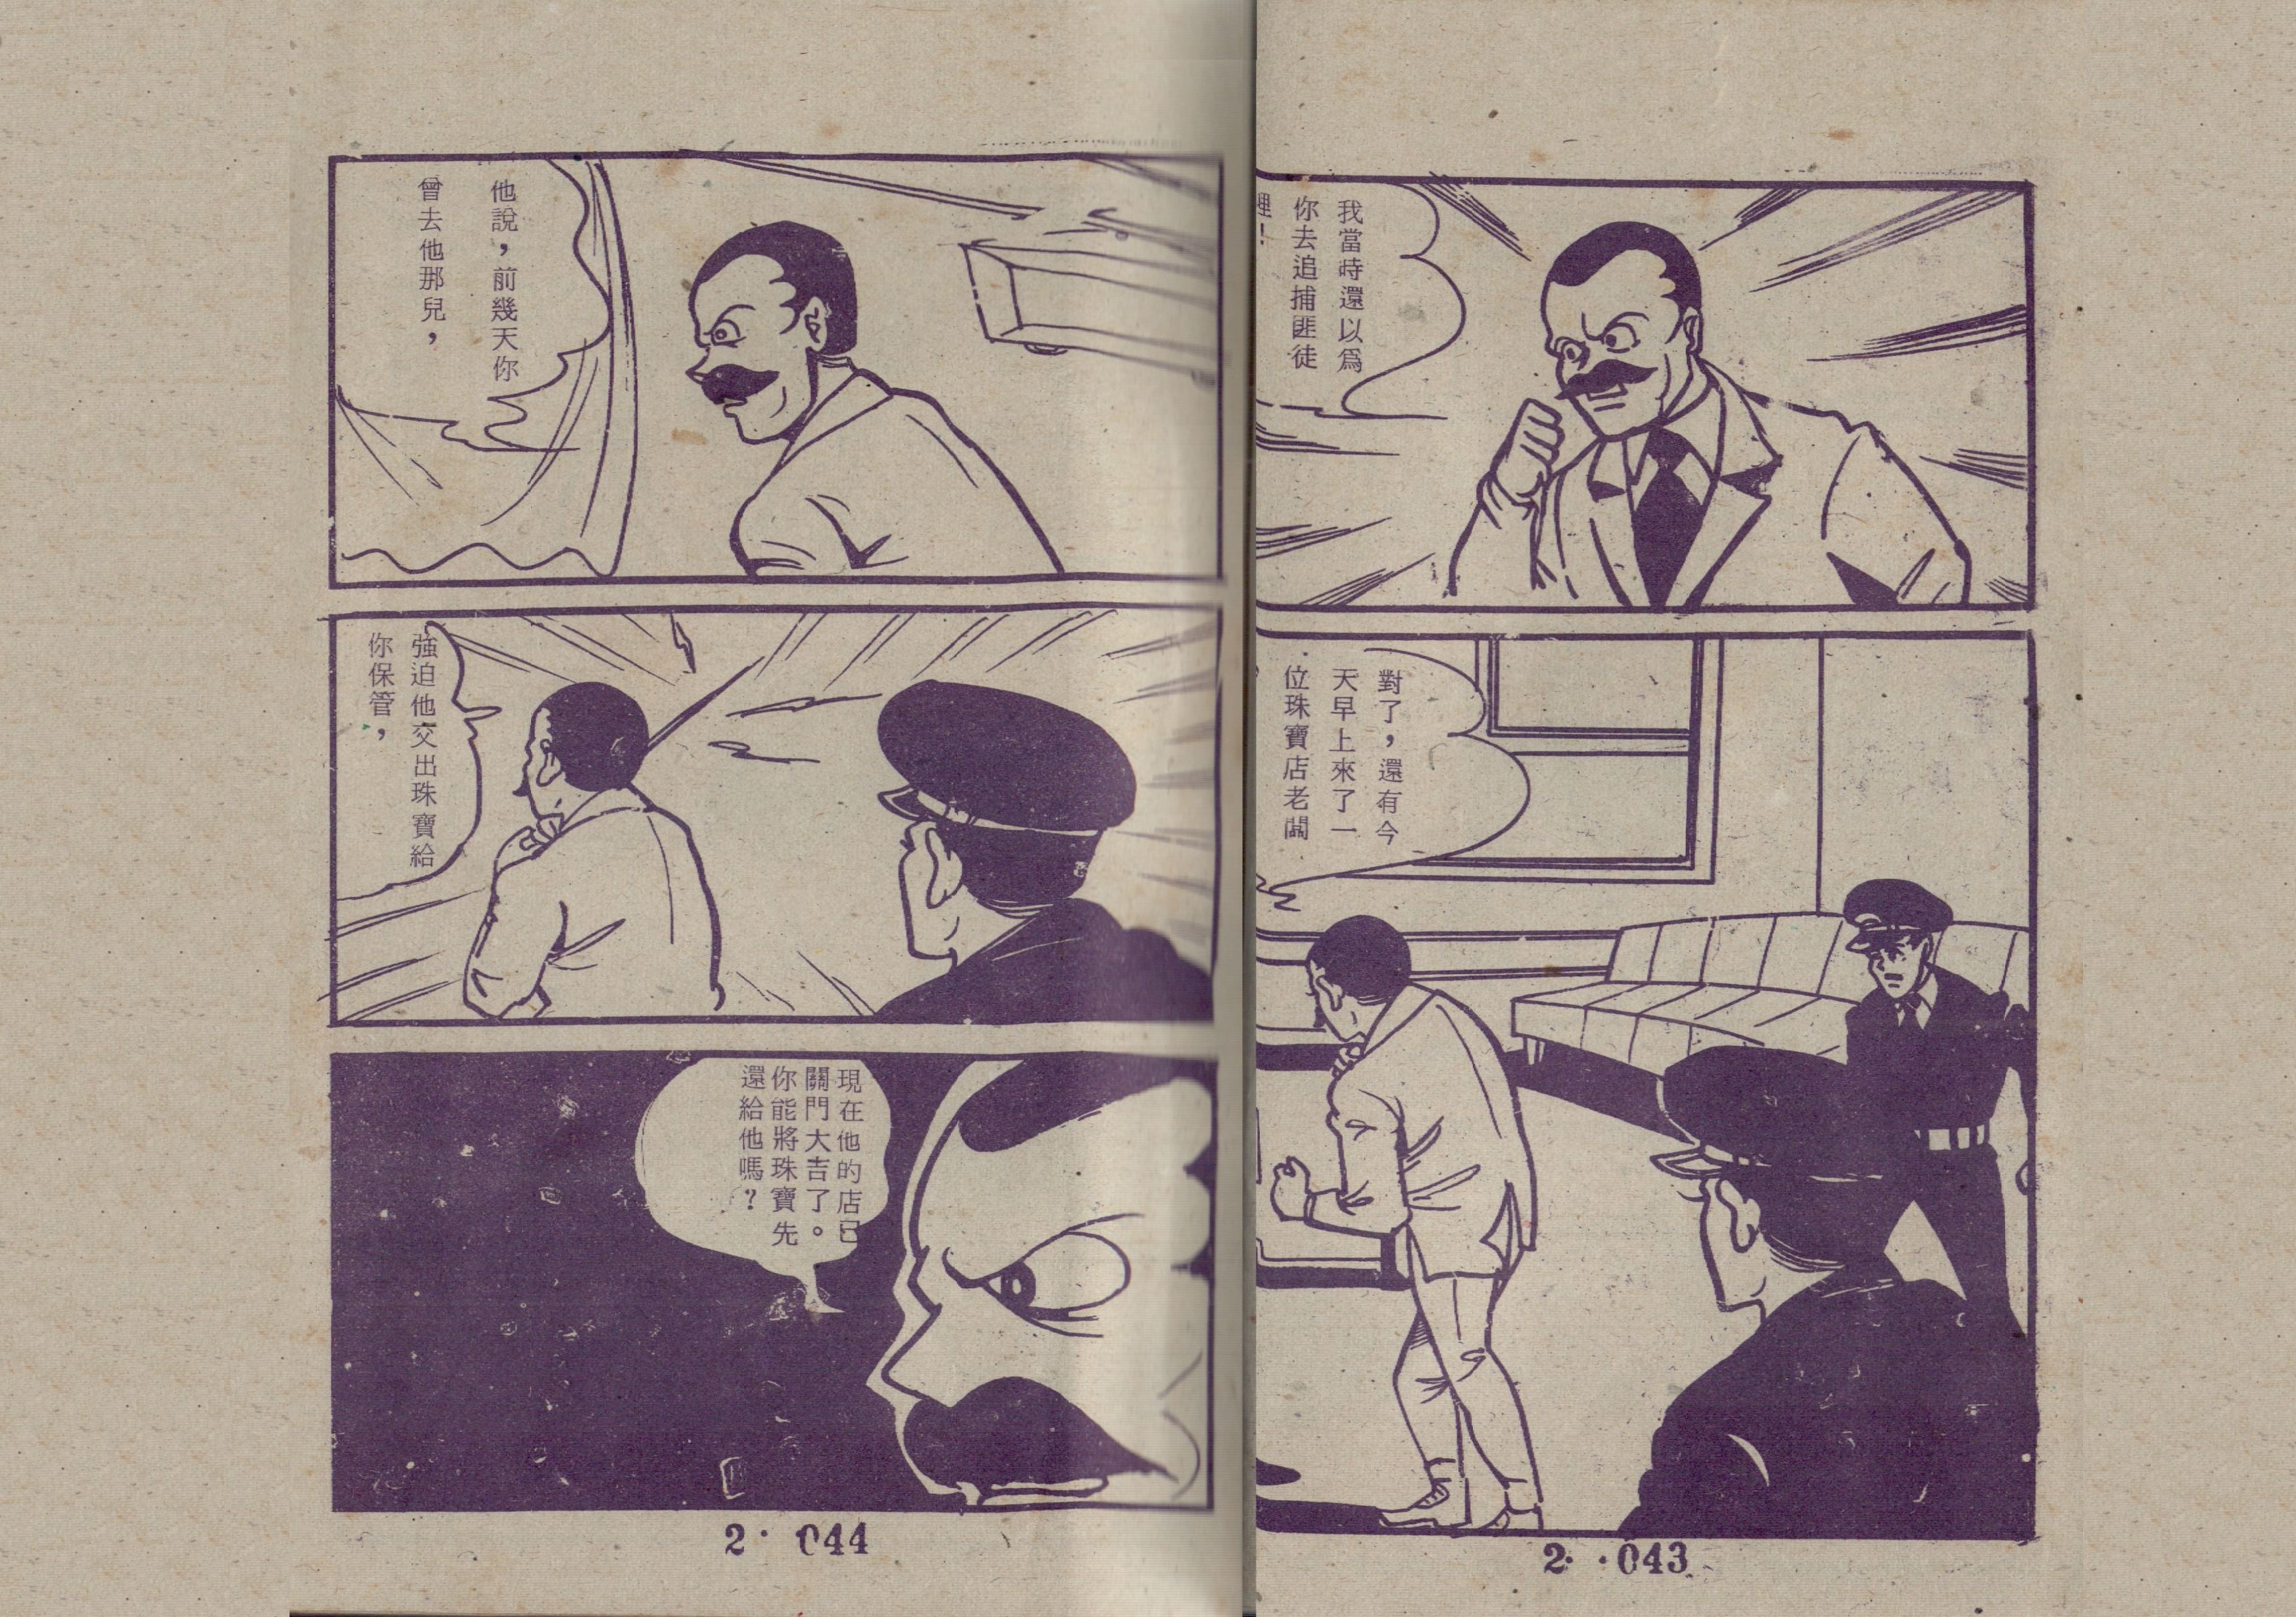 我當時還以爲
你去追捕匪徒
哩！
對了，還有今
天早上來了一
位珠寶店老闆
，
2·043
他說，前幾天你
曾去他那兒，
強迫他交出珠寶給
你保管，
現在他的店已
關門大吉了。
你能將珠寶先
還給他嗎？
2·044